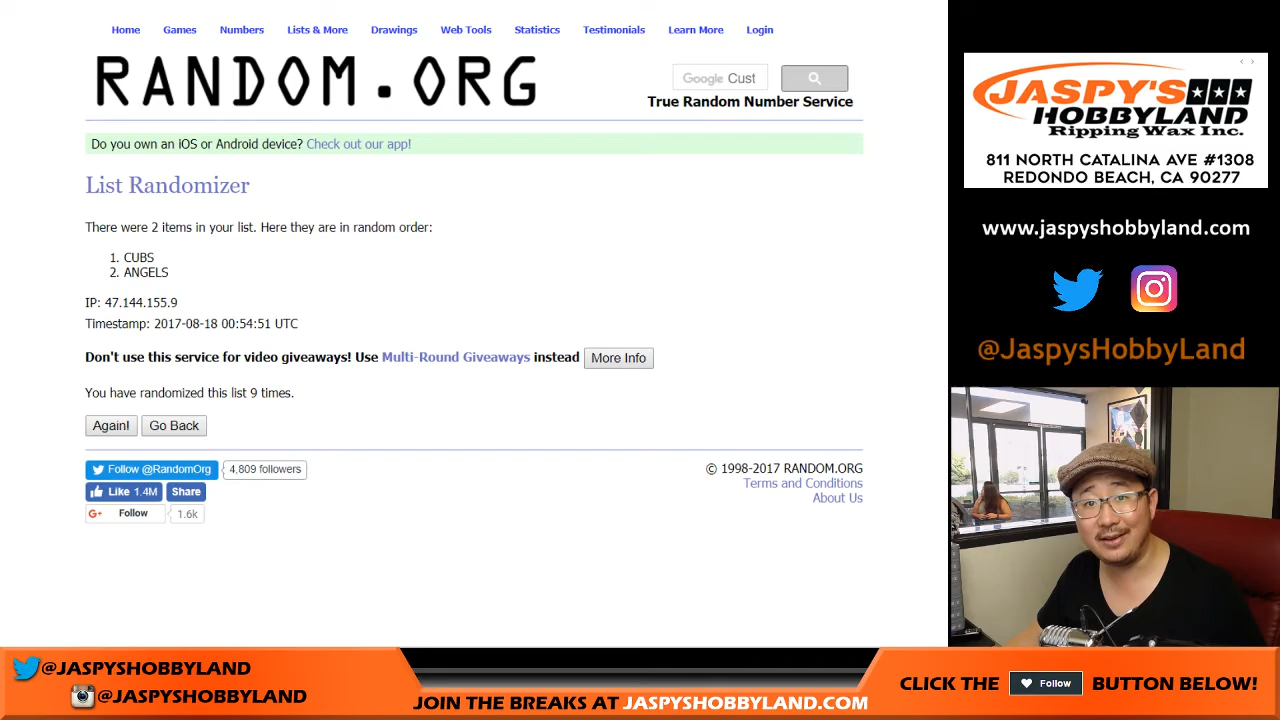 Home Games Numbers Lists & More Drawings Web Tools Statistics Testimonials Learn More Login
RANDOM.ORG
Google Cust
True Random Number Service
Do you own an iOS or Android device? Check out our app!
List Randomizer
There were 2 items in your list. Here they are in random order:
1. CUBS
2. ANGELS
IP: 47.144.155.9
Timestamp: 2017-08-18 00:54:51 UTC
Don't use this service for video giveaways! Use Multi-Round Giveaways instead More Info
You have randomized this list 9 times.
Again! Go Back
Follow @RandomOrg 4,809 followers
Like 1.4M Share
G+ Follow 1.6k
© 1998-2017 RANDOM.ORG
Terms and Conditions
About Us
JASPY'S
HOBBYLAND
Ripping Wax Inc.
811 NORTH CATALINA AVE #1308
REDONDO BEACH, CA 90277
www.jaspyshobbyland.com
@JaspysHobbyLand
@JASPYSHOBBYLAND
@JASPYSHOBBYLAND
JOIN THE BREAKS AT JASPYSHOBBYLAND.COM
CLICK THE Follow BUTTON BELOW!